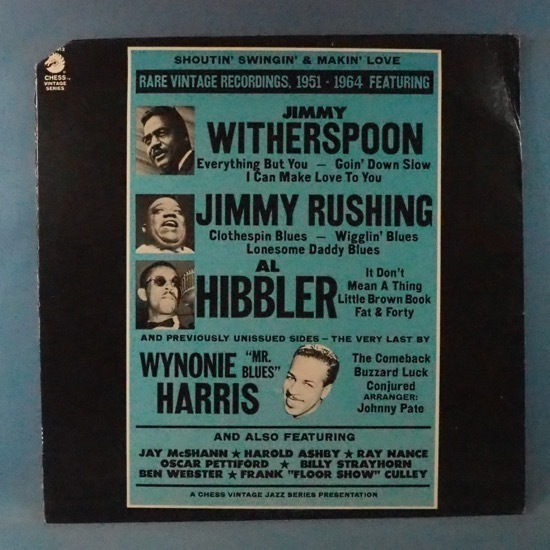 CHESS
VINTAGE
SERIES
SHOUTIN' SWINGIN' & MAKIN' LOVE
RARE VINTAGE RECORDINGS, 1951 - 1964 FEATURING
JIMMY
WITHERSPOON
Everything But You — Goin' Down Slow
I Can Make Love To You
JIMMY RUSHING
Clothespin Blues — Wigglin' Blues
Lonesome Daddy Blues
AL
HIBBLER
It Don't
Mean A Thing
Little Brown Book
Fat & Forty
AND PREVIOUSLY UNISSUED SIDES – THE VERY LAST BY
WYNONIE "MR. BLUES"
HARRIS
The Comeback
Buzzard Luck
Conjured
ARRANGER:
Johnny Pate
AND ALSO FEATURING
JAY McSHANN ★ HAROLD ASHBY ★ RAY NANCE
OSCAR PETTIFORD ★ BILLY STRAYHORN
BEN WEBSTER ★ FRANK "FLOOR SHOW" CULLEY
A CHESS VINTAGE JAZZ SERIES PRESENTATION